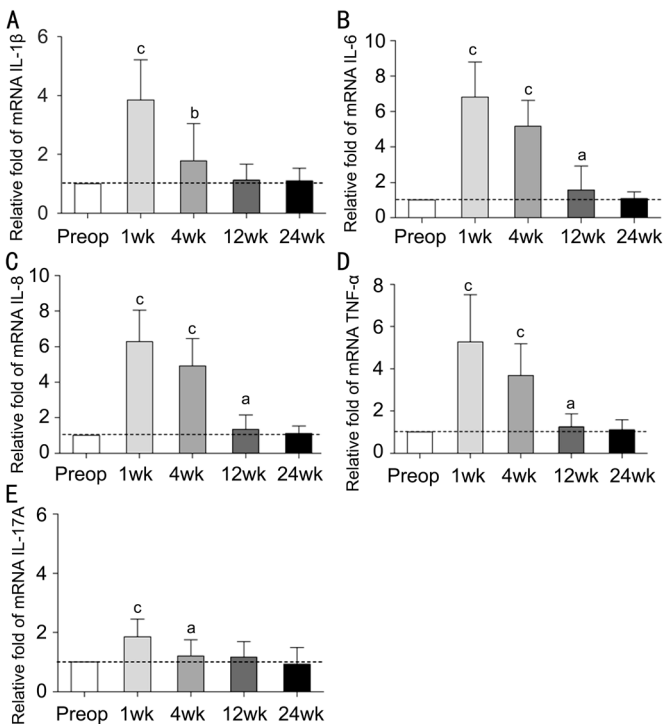 A
Relative fold of mRNA IL-1β
6
4
2
0
c
b
Preop 1wk 4wk 12wk 24wk
B
Relative fold of mRNA IL-6
10
8
6
4
2
0
c
c
a
Preop 1wk 4wk 12wk 24wk
C
Relative fold of mRNA IL-8
10
8
6
4
2
0
c
c
a
Preop 1wk 4wk 12wk 24wk
D
Relative fold of mRNA TNF-α
8
6
4
2
0
c
c
a
Preop 1wk 4wk 12wk 24wk
E
Relative fold of mRNA IL-17A
6
4
2
0
c
a
Preop 1wk 4wk 12wk 24wk